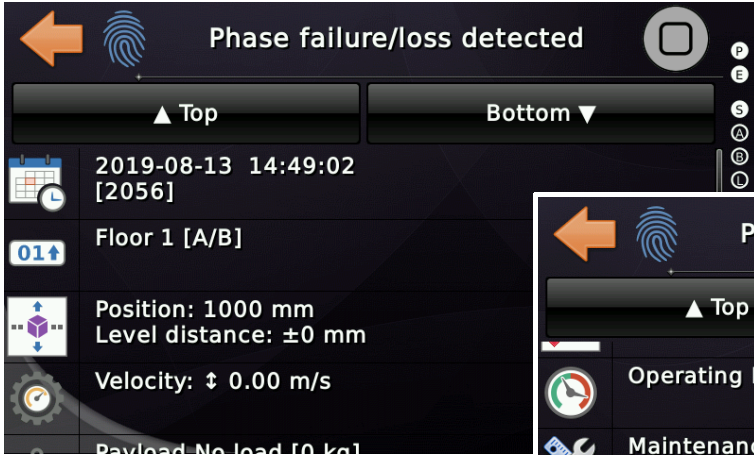 Phase failure/loss detected
▲ Top
Bottom ▼
P
E
S
A
B
L
2019-08-13 14:49:02
[2056]
01
Floor 1 [A/B]
Position: 1000 mm
Level distance: ±0 mm
Velocity: ↕ 0.00 m/s
Payload No load [0 kg]
P
▲ Top
Operating
Maintenanc